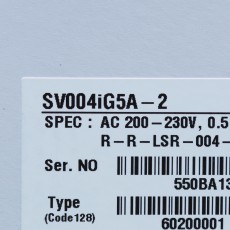 SV004iG5A-2
SPEC : AC 200-230V, 0.5
R-R-LSR-004-
Ser. NO
550BA13
Type
(Code128)
60200001